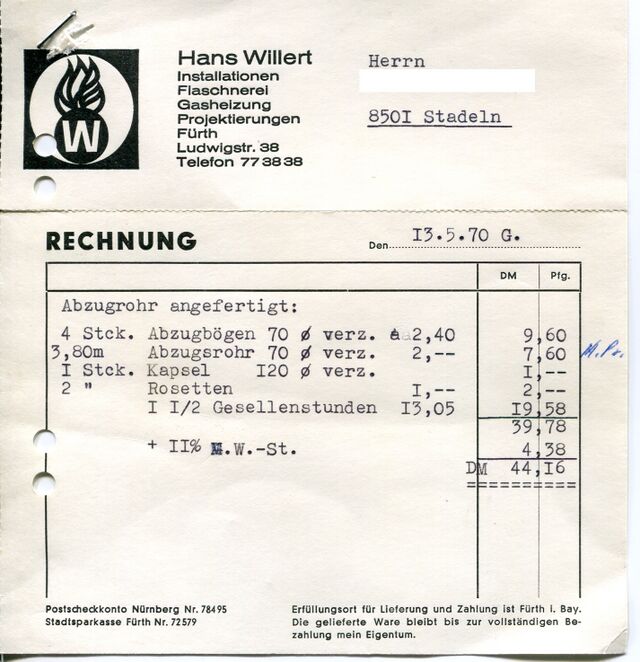 W
Hans Willert
Installationen
Flaschnerei
Gasheizung
Projektierungen
Fürth
Ludwigstr. 38
Telefon 77 38 38
Herrn
850I Stadeln
RECHNUNG
Den 13.5.70 G.
DM Pfg.
Abzugrohr angefertigt:
4 Stck. Abzugbögen 70 ø verz. a 2,40 9,60
3,80m Abzugsrohr 70 ø verz. 2,-- 7,60
I Stck. Kapsel I20 ø verz. I,--
2 " Rosetten I,-- 2,--
I I/2 Gesellenstunden I3,05 I9,58
39,78
+ II% M.W.-St. 4,38
DM 44,I6
Postscheckkonto Nürnberg Nr. 78495
Stadtsparkasse Fürth Nr. 72579
Erfüllungsort für Lieferung und Zahlung ist Fürth i. Bay.
Die gelieferte Ware bleibt bis zur vollständigen Be-
zahlung mein Eigentum.